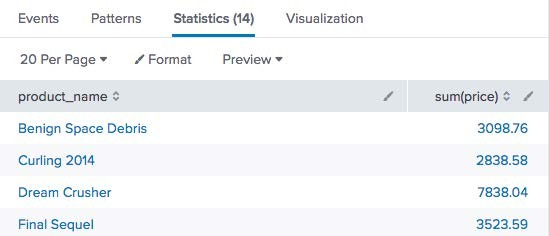 Events Patterns Statistics (14) Visualization
20 Per Page Format Preview
product_name sum(price)
Benign Space Debris 3098.76
Curling 2014 2838.58
Dream Crusher 7838.04
Final Sequel 3523.59